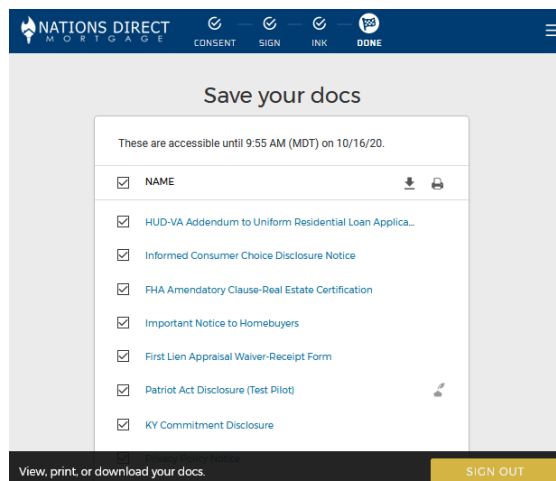 NATIONS DIRECT
MORTGAGE
CONSENT
SIGN
INK
DONE
Save your docs
These are accessible until 9:55 AM (MDT) on 10/16/20.
NAME
HUD-VA Addendum to Uniform Residential Loan Applica...
Informed Consumer Choice Disclosure Notice
FHA Amendatory Clause-Real Estate Certification
Important Notice to Homebuyers
First Lien Appraisal Waiver-Receipt Form
Patriot Act Disclosure (Test Pilot)
KY Commitment Disclosure
Privacy Policy Notice
View, print, or download your docs.
SIGN OUT